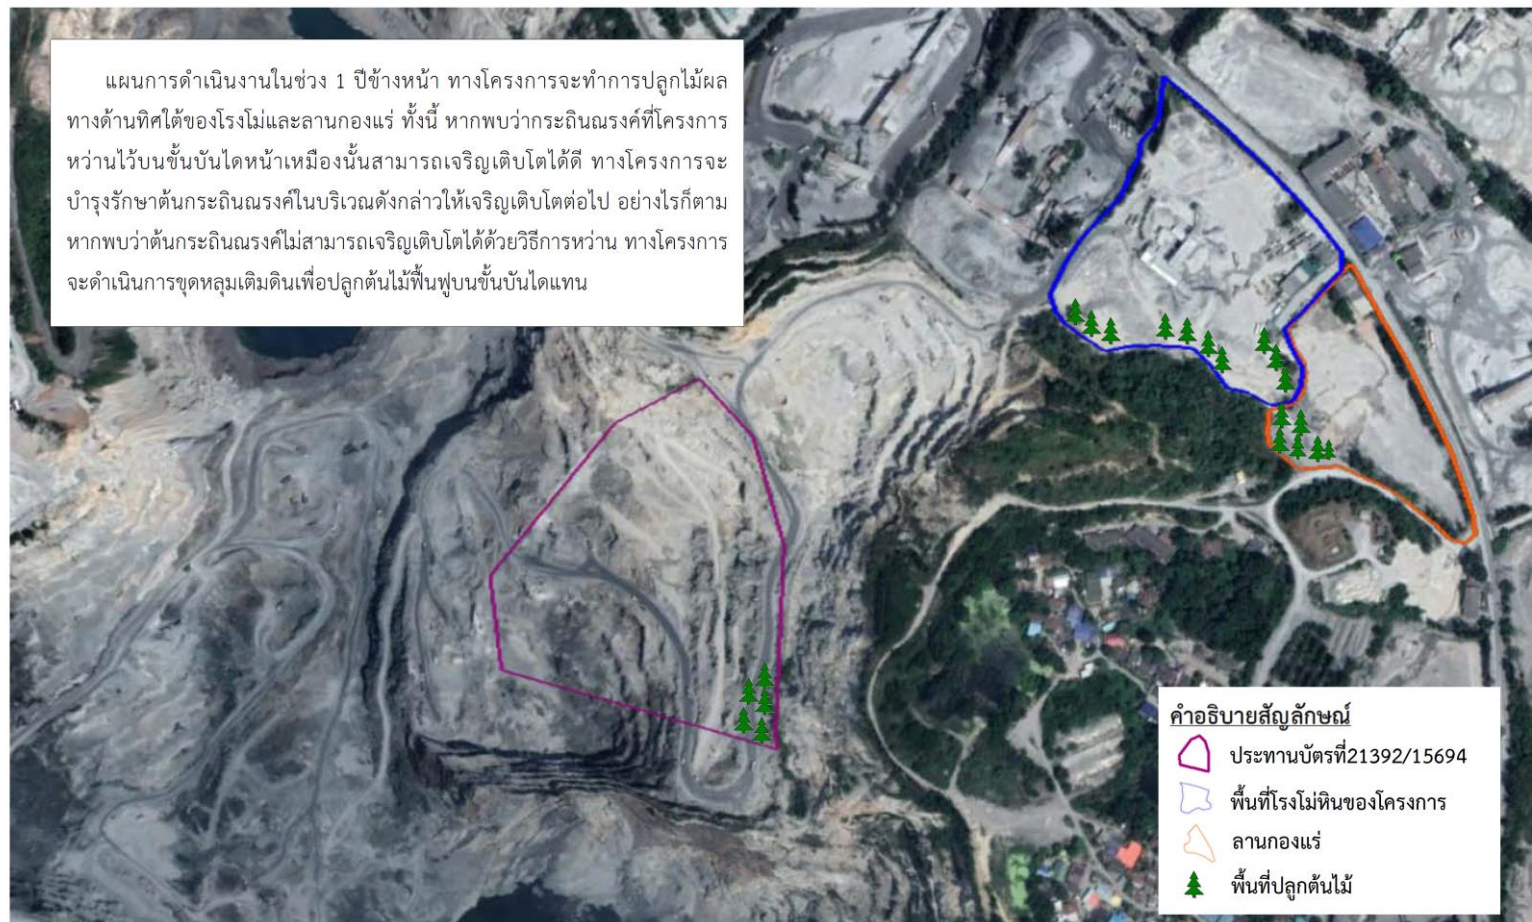 แผนการดำเนินงานในช่วง 1 ปีข้างหน้า ทางโครงการจะทำการปลูกไม้ผล
ทางด้านทิศใต้ของโรงโม่และลานกองแร่ ทั้งนี้ หากพบว่ากระถินณรงค์ที่โครงการ
หว่านไว้บนขั้นบันไดหน้าเหมืองนั้นสามารถเจริญเติบโตได้ดี ทางโครงการจะ
บำรุงรักษาต้นกระถินณรงค์ในบริเวณดังกล่าวให้เจริญเติบโตต่อไป อย่างไรก็ตาม
หากพบว่าต้นกระถินณรงค์ไม่สามารถเจริญเติบโตได้ด้วยวิธีการหว่าน ทางโครงการ
จะดำเนินการขุดหลุมเติมดินเพื่อปลูกต้นไม้ฟื้นฟูบนขั้นบันไดแทน
คำอธิบายสัญลักษณ์
ประทานบัตรที่21392/15694
พื้นที่โรงโม่หินของโครงการ
ลานกองแร่
พื้นที่ปลูกต้นไม้